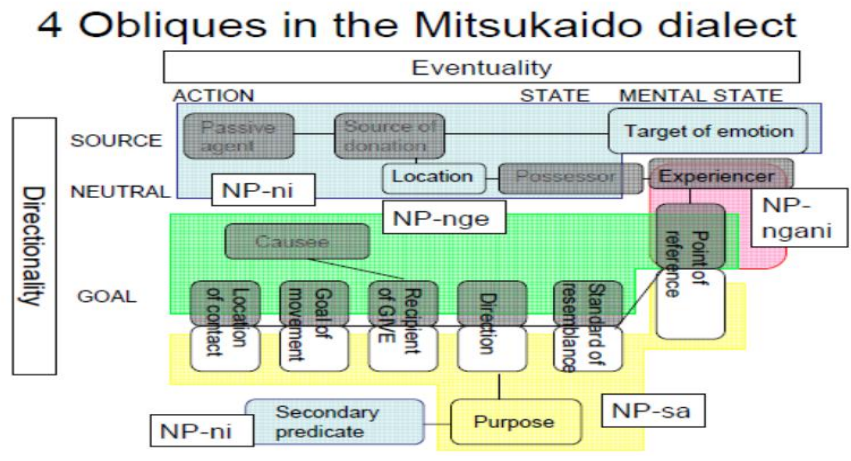 4 Obliques in the Mitsukaido dialect
Eventuality
ACTION
STATE
MENTAL STATE
Directionality
SOURCE
Passive
agent
Source of
donation
Target of emotion
NEUTRAL
NP-ni
Location
Possessor
Experiencer
NP-nge
NP-
ngani
Causee
Point of
reference
GOAL
Location
of contact
Goal of
movement
Recipient
of GIVE
Direction
Standard of
resemblance
NP-ni
Secondary
predicate
Purpose
NP-sa